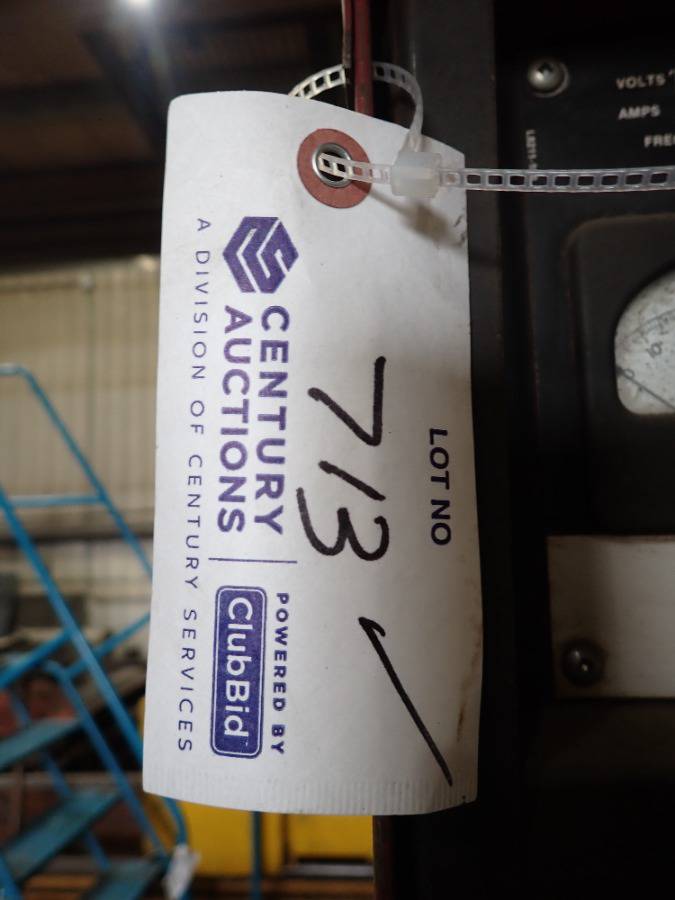 LOT NO
713
CENTURY
AUCTIONS
POWERED BY
ClubBid
A DIVISION OF CENTURY SERVICES
VOLTS
AMPS